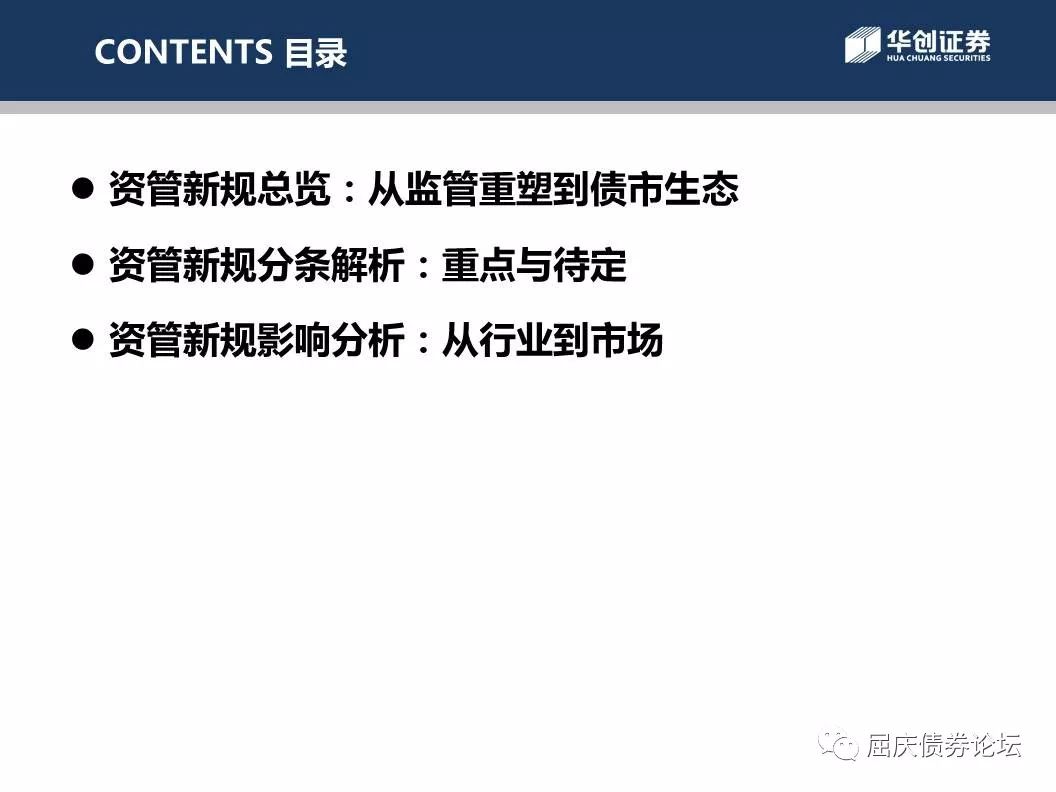 CONTENTS 目录
华创证券
HUA CHUANG SECURITIES
● 资管新规总览：从监管重塑到债市生态
● 资管新规分条解析：重点与待定
● 资管新规影响分析：从行业到市场
屈庆债券论坛